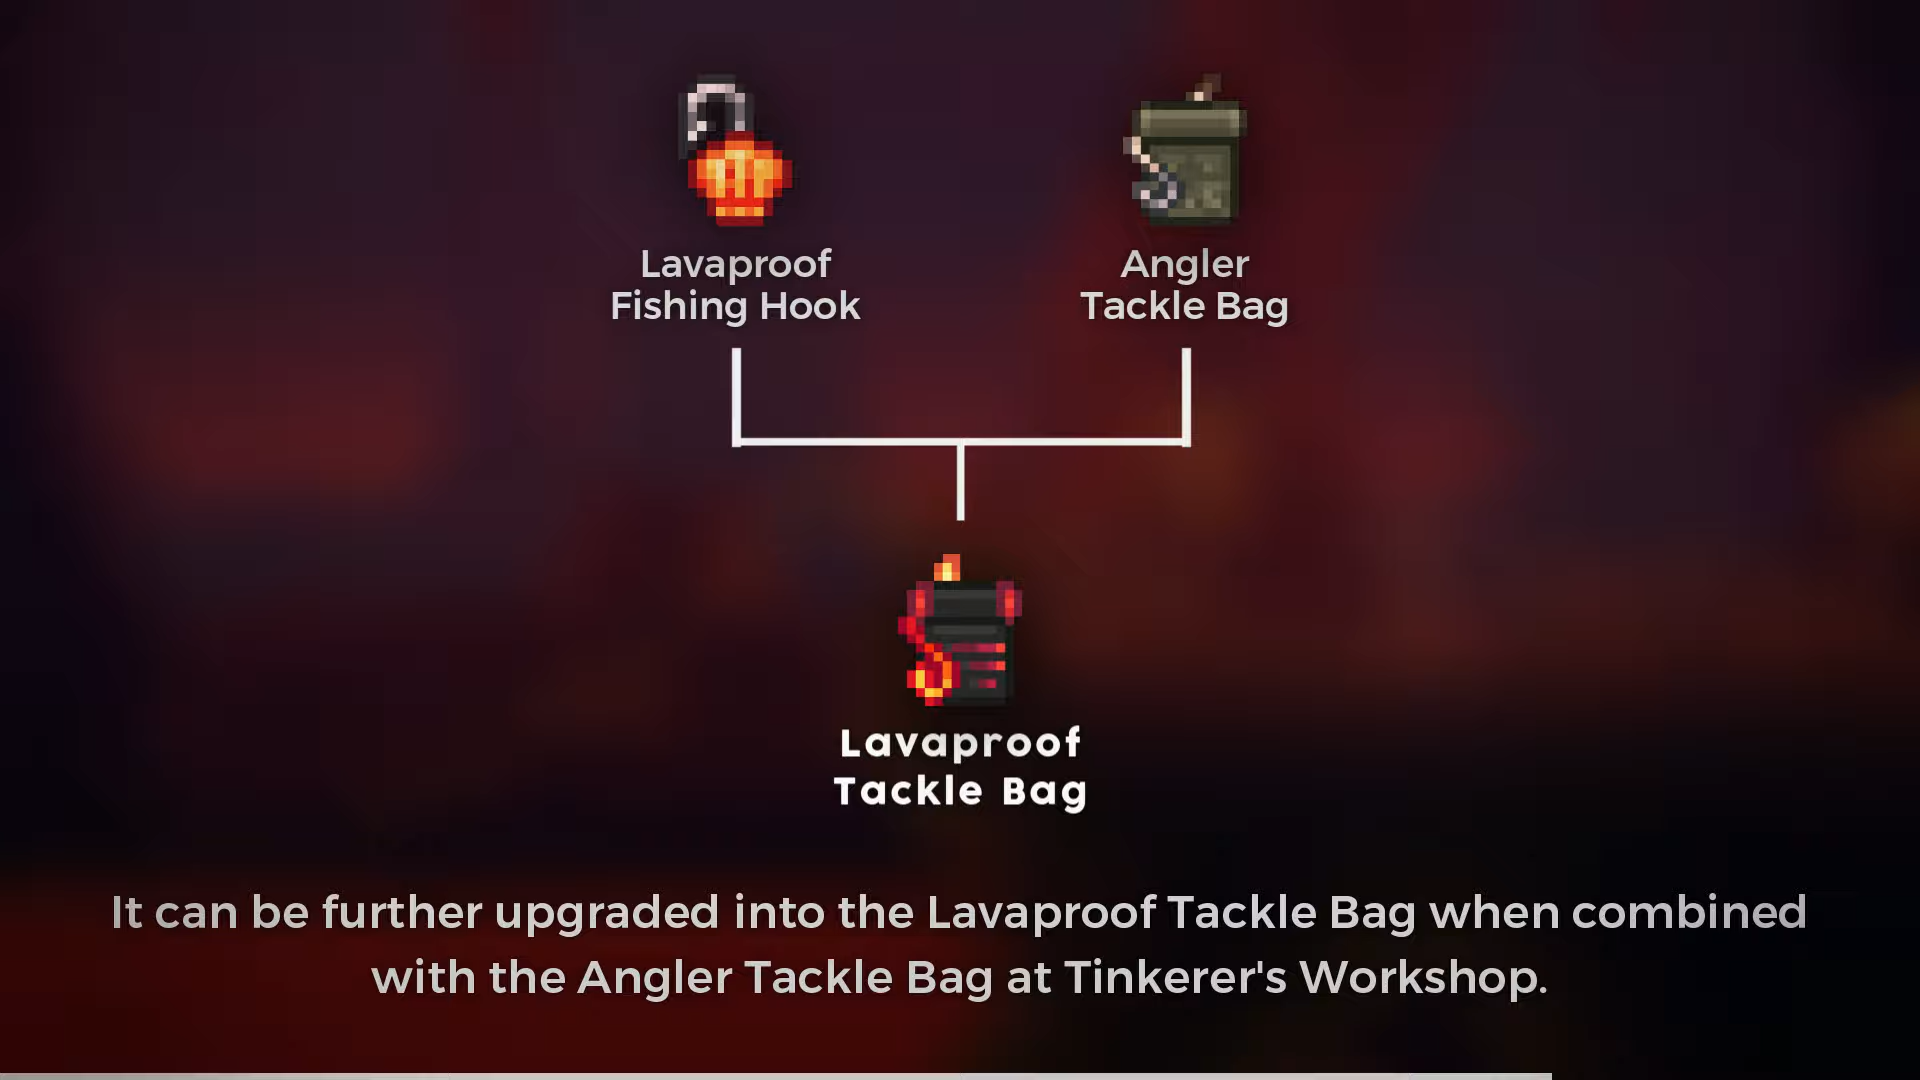 Lavaproof
Fishing Hook
Angler
Tackle Bag
Lavaproof
Tackle Bag
It can be further upgraded into the Lavaproof Tackle Bag when combined
with the Angler Tackle Bag at Tinkerer's Workshop.